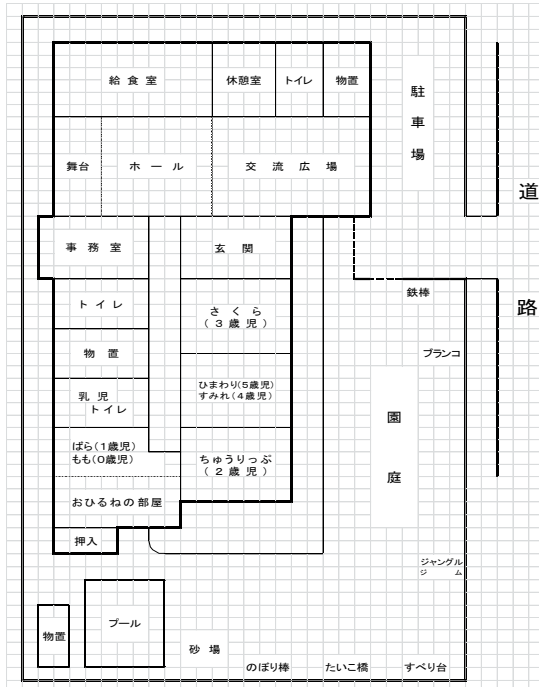 給食室
休憩室
トイレ
物置
駐車場
舞台
ホール
交流広場
道路
事務室
玄関
トイレ
さくら
(3歳児)
鉄棒
物置
ブランコ
ひまわり(5歳児)
すみれ(4歳児)
乳児
トイレ
園庭
ばら(1歳児)
もも(0歳児)
ちゅうりっぷ
(2歳児)
おひるねの部屋
押入
ジャングル
ジム
物置
プール
砂場
のぼり棒
たいこ橋
すべり台